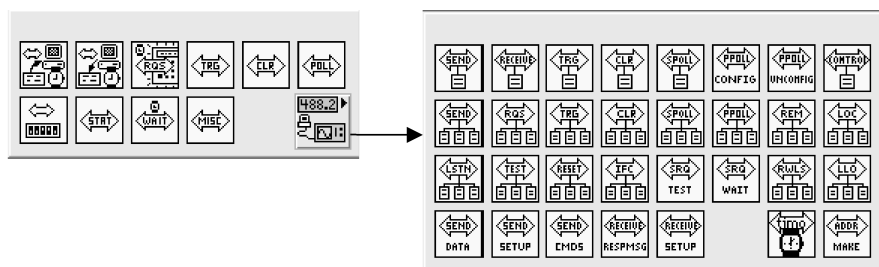 RQS TRG CLR POLL
STAT WAIT MISC 488.2
SEND RECEIVE TRG CLR SPOLL PPOLL CONFIG PPOLL UNCONFIG CONTROL
SEND RQS TRG CLR SPOLL PPOLL REM LOC
LSTN TEST RESET IFC SRQ TEST SRQ WAIT RWLS LLO
SEND DATA SEND SETUP SEND CMDS RECEIVE RESPMSG RECEIVE SETUP timo ADDR MAKE